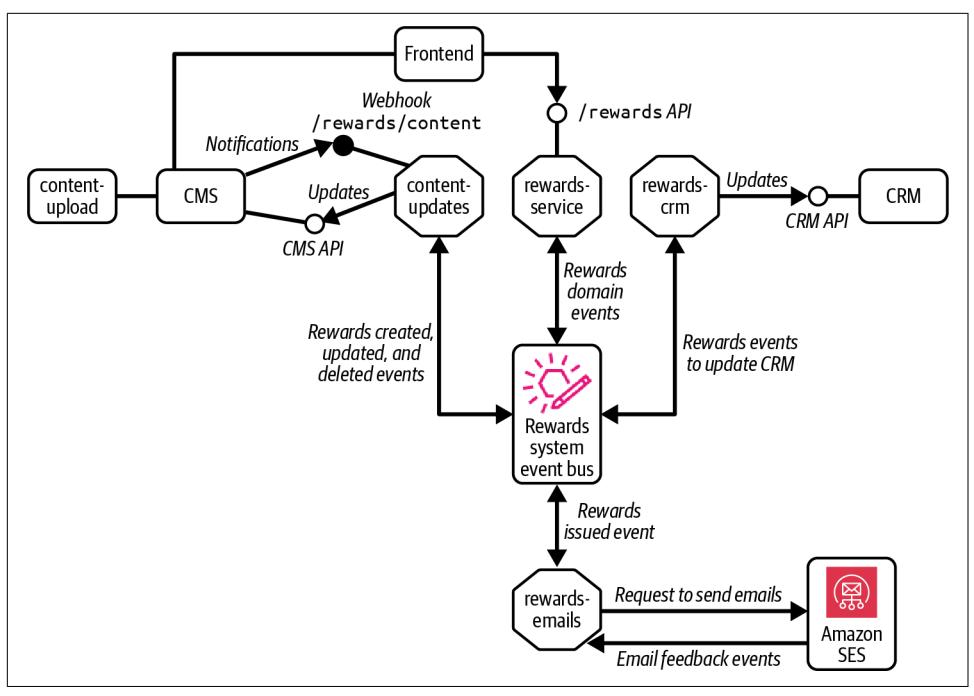 Frontend
Webhook
/rewards/content
/rewards API
Notifications
content-
upload
CMS
Updates
CMS API
content-
updates
rewards-
service
rewards-
crm
Updates
CRM API
CRM
Rewards
domain
events
Rewards created,
updated, and
deleted events
Rewards events
to update CRM
Rewards
system
event bus
Rewards
issued event
rewards-
emails
Request to send emails
Email feedback events
Amazon
SES